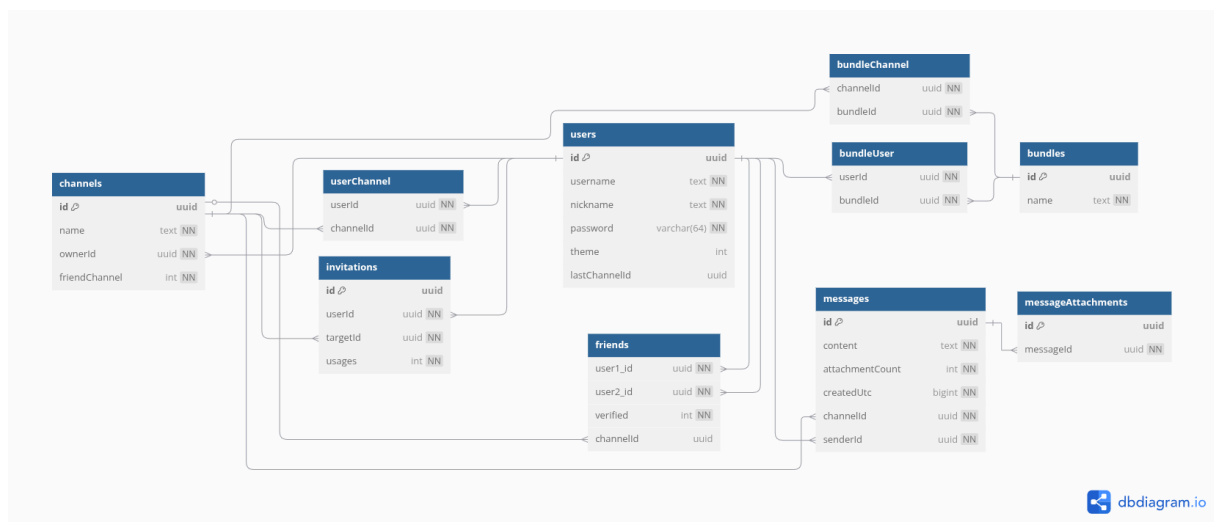 channels
id uuid
name text NN
ownerId uuid NN
friendChannel int NN
userChannel
userId uuid NN
channelId uuid NN
invitations
id uuid
userId uuid NN
targetId uuid NN
usages int NN
users
id uuid
username text NN
nickname text NN
password varchar(64) NN
theme int
lastChannelId uuid
friends
user1_id uuid NN
user2_id uuid NN
verified int NN
channelId uuid
bundleChannel
channelId uuid NN
bundleId uuid NN
bundleUser
userId uuid NN
bundleId uuid NN
bundles
id uuid
name text NN
messages
id uuid
content text NN
attachmentCount int NN
createdUtc bigint NN
channelId uuid NN
senderId uuid NN
messageAttachments
id uuid
messageId uuid NN
dbdiagram.io